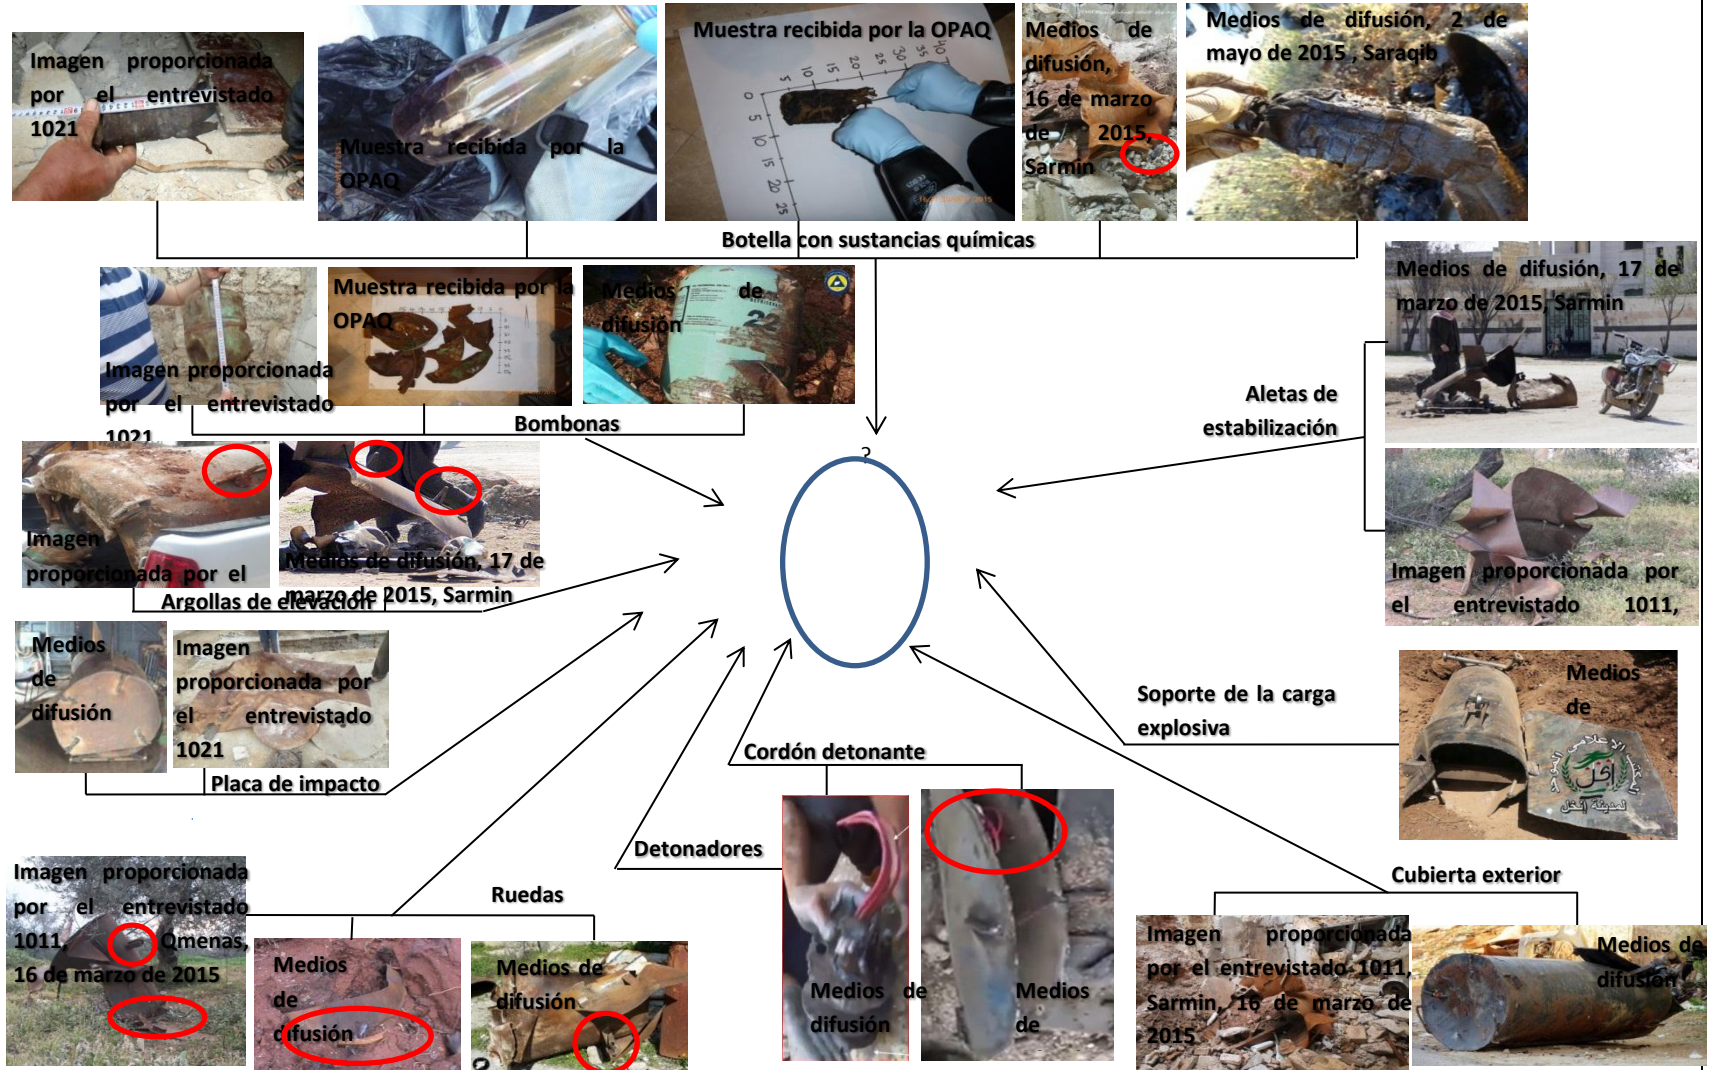 Imagen proporcionada
por el entrevistado
1021
Muestra recibida por la
OPAQ
Muestra recibida por la OPAQ
Medios de
difusión,
16 de marzo
de 2015,
Sarmin
Medios de difusión, 2 de
mayo de 2015 , Saraqib
Botella con sustancias químicas
Imagen proporcionada
por el entrevistado
1021
Muestra recibida por la
OPAQ
Medios de
difusión
22
Bombonas
Medios de difusión, 17 de
marzo de 2015, Sarmin
Aletas de
estabilización
?
Imagen
proporcionada por el
Medios de difusión, 17 de
marzo de 2015, Sarmin
Argollas de elevación
Imagen proporcionada por
el entrevistado 1011,
Medios
de
difusión
Imagen
proporcionada por
el entrevistado
1021
Placa de impacto
Soporte de la carga
explosiva
Medios
de
المكتب الإعلامي الموحد
إنخل
لمدينة إنخل
Cordón detonante
Detonadores
Medios de
difusión
Medios
de
Ruedas
Imagen proporcionada
por el entrevistado
1011, Qmenas,
16 de marzo de 2015
Medios
de
difusión
Medios de
difusión
Cubierta exterior
Imagen proporcionada
por el entrevistado 1011,
Sarmin, 16 de marzo de
2015
Medios de
difusión